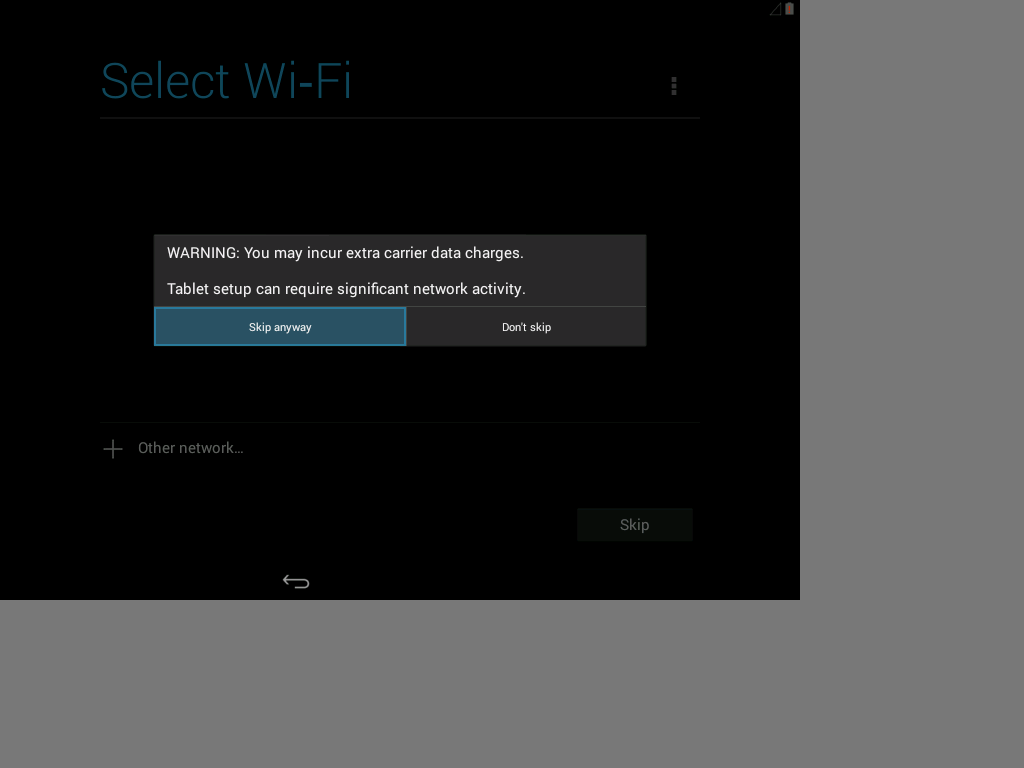 Select Wi-Fi
WARNING: You may incur extra carrier data charges.
Tablet setup can require significant network activity.
Skip anyway
Don't skip
Other network…
Skip